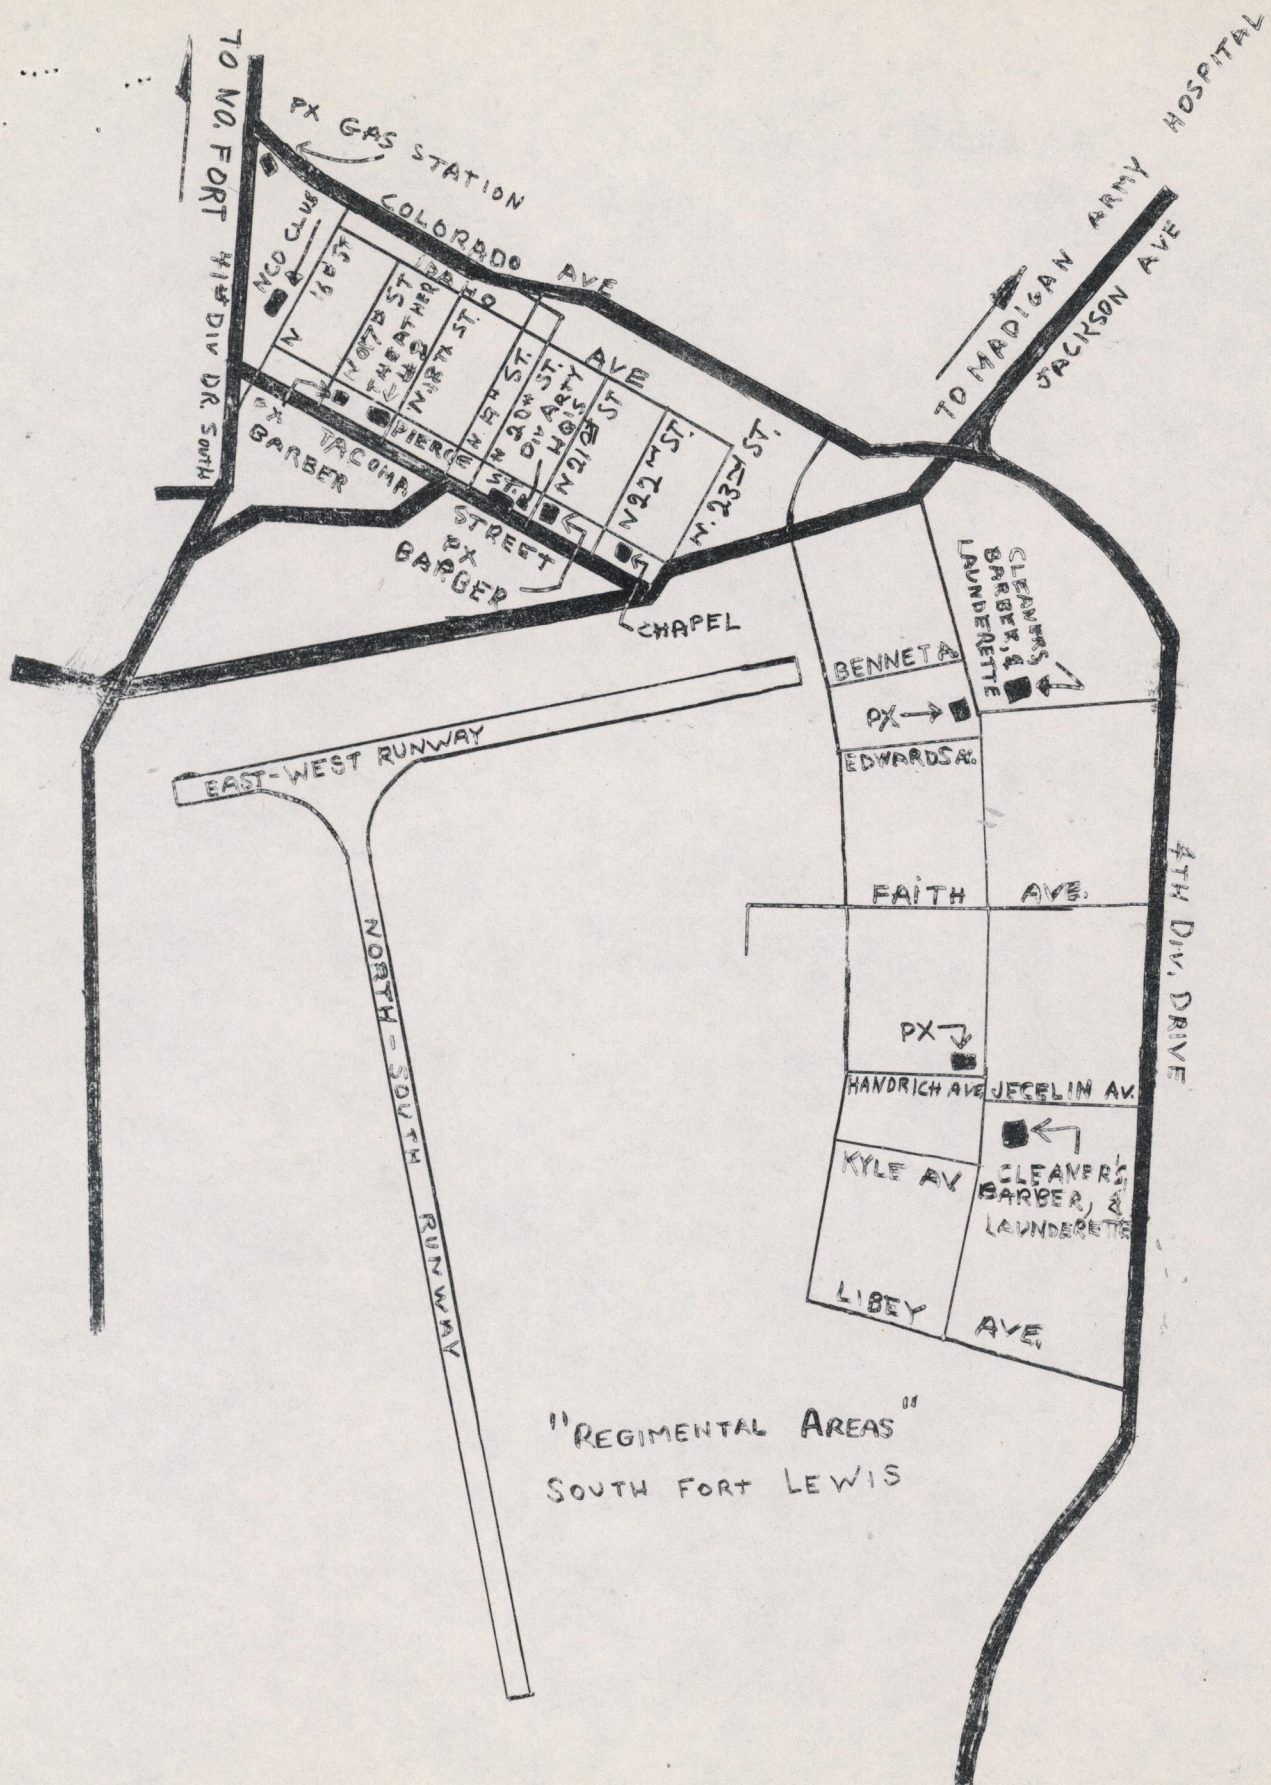 TO NO. FORT
41st DIV DR. SOUTH
PX GAS STATION
HOSPITAL
TO MADIGAN ARMY
JACKSON AVE
COLORADO AVE
NCO CLUB
IDAHO
AVE
N 16th ST
N 17th ST
THEATHER
#2
N 18TH ST.
N 19th ST.
N 20th ST.
DIV ARTY
HQTS
N 21st ST
N 22nd ST.
N. 23rd ST.
PX
BARBER
PIERCE
ST.
TACOMA
STREET
PX
BARBER
CHAPEL
CLEANERS,
BARBER, &
LAUNDERETTE
BENNET A.
PX
EDWARDS AV.
EAST-WEST RUNWAY
FAITH AVE.
4TH DIV. DRIVE
NORTH - SOUTH RUNWAY
PX
HANDRICH AVE
JECELIN AV.
KYLE AV.
CLEANER'S,
BARBER, &
LAUNDERETTE
LIBEY AVE.
"REGIMENTAL AREAS"
SOUTH FORT LEWIS